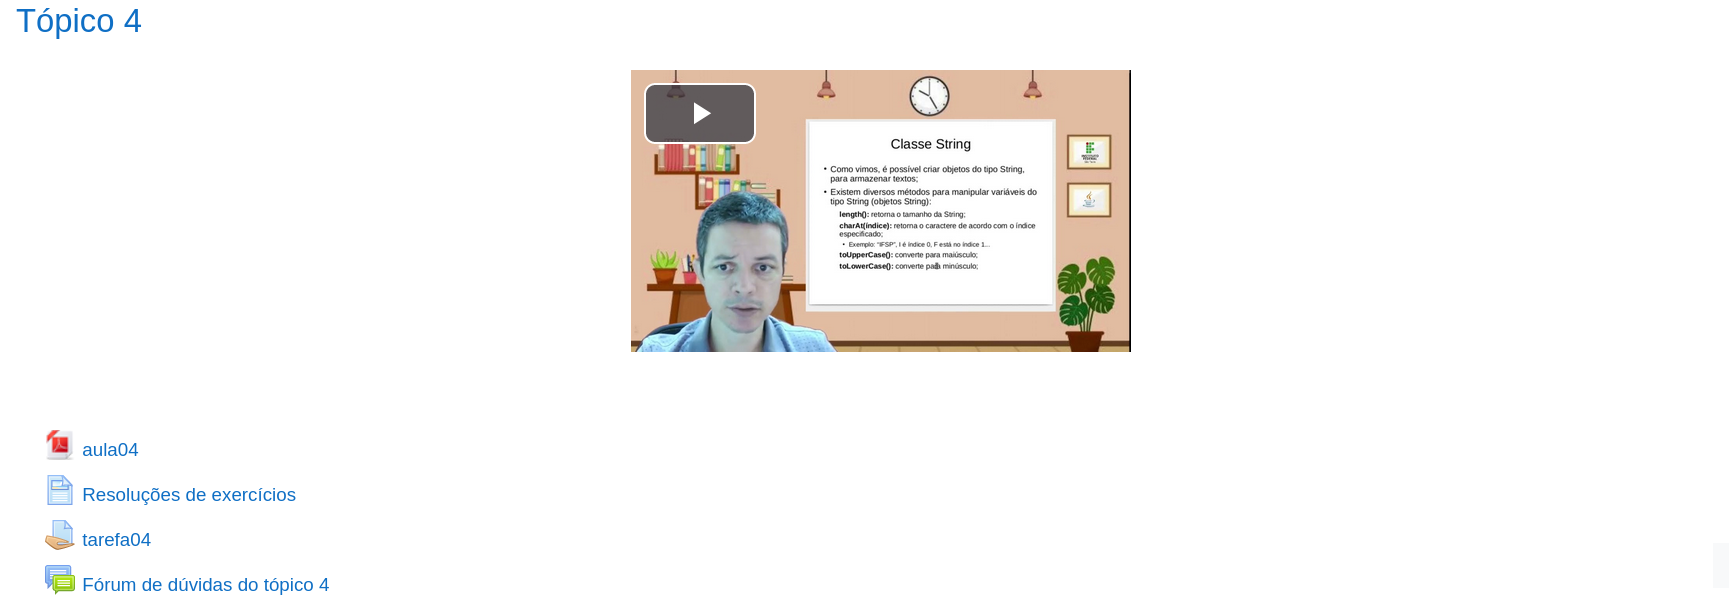 Tópico 4
Classe String
• Como vimos, é possível criar objetos do tipo String,
para armazenar textos;
• Existem diversos métodos para manipular variáveis do
tipo String (objetos String):
length(): retorna o tamanho da String;
charAt(índice): retorna o caractere de acordo com o índice
especificado;
• Exemplo: "IFSP", I é índice 0, F está no índice 1...
toUpperCase(): converte para maiúsculo;
toLowerCase(): converte para minúsculo;
INSTITUTO
FEDERAL
aula04
Resoluções de exercícios
tarefa04
Fórum de dúvidas do tópico 4